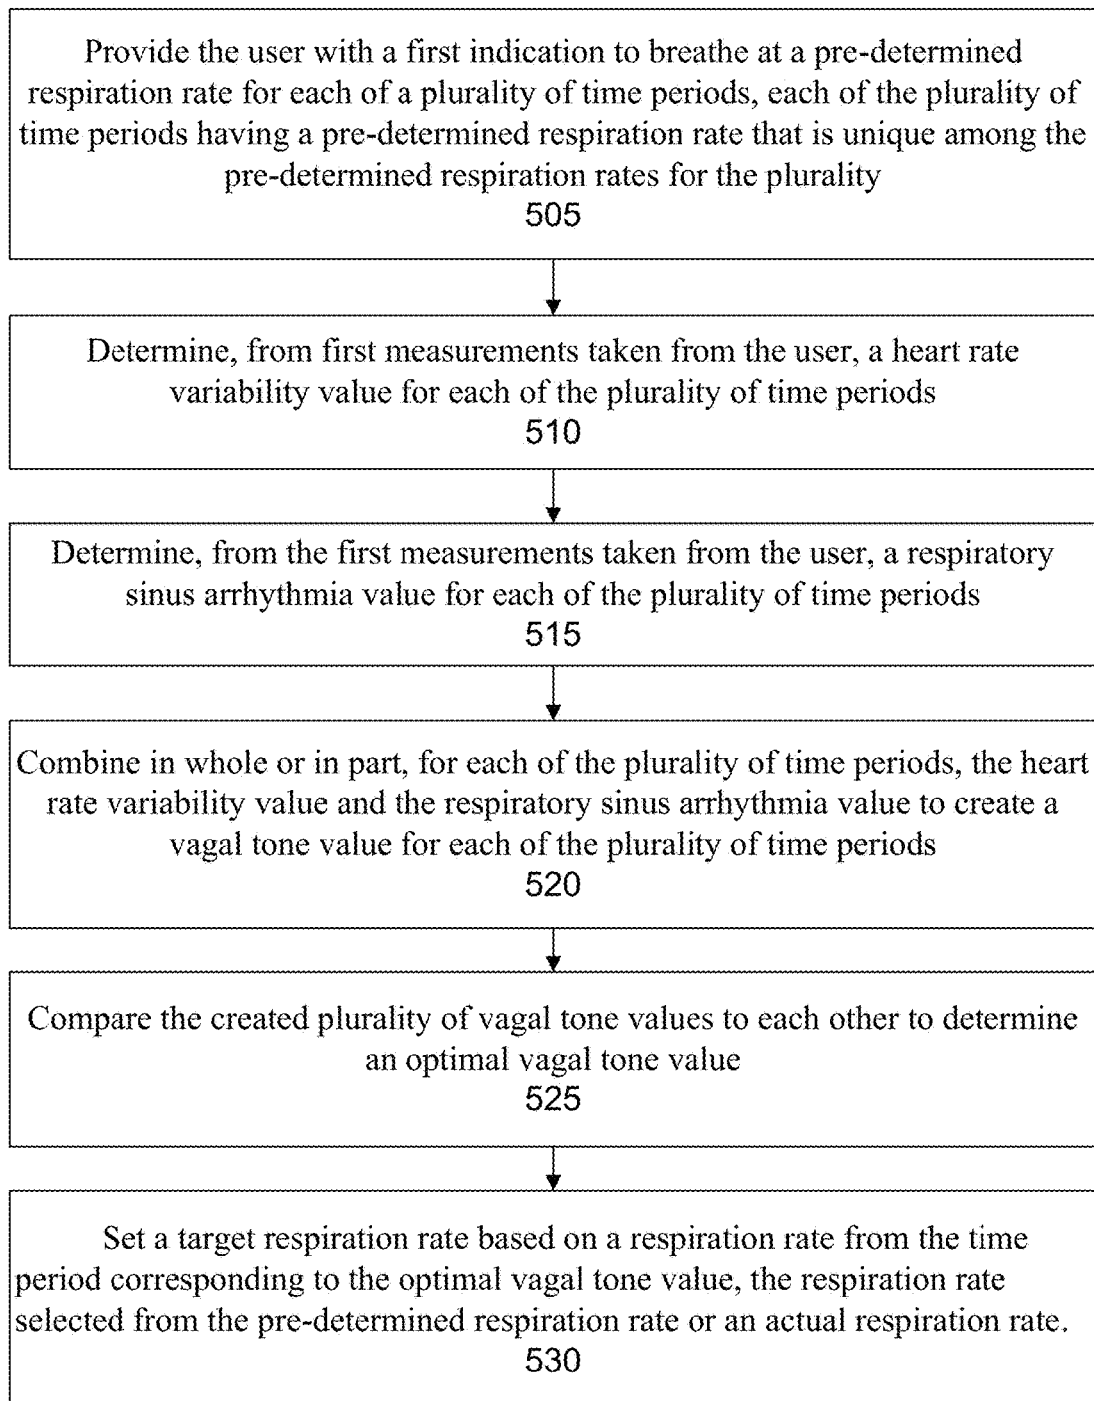 Provide the user with a first indication to breathe at a pre-determined
respiration rate for each of a plurality of time periods, each of the plurality of
time periods having a pre-determined respiration rate that is unique among the
pre-determined respiration rates for the plurality
505
Determine, from first measurements taken from the user, a heart rate
variability value for each of the plurality of time periods
510
Determine, from the first measurements taken from the user, a respiratory
sinus arrhythmia value for each of the plurality of time periods
515
Combine in whole or in part, for each of the plurality of time periods, the heart
rate variability value and the respiratory sinus arrhythmia value to create a
vagal tone value for each of the plurality of time periods
520
Compare the created plurality of vagal tone values to each other to determine
an optimal vagal tone value
525
Set a target respiration rate based on a respiration rate from the time
period corresponding to the optimal vagal tone value, the respiration rate
selected from the pre-determined respiration rate or an actual respiration rate.
530